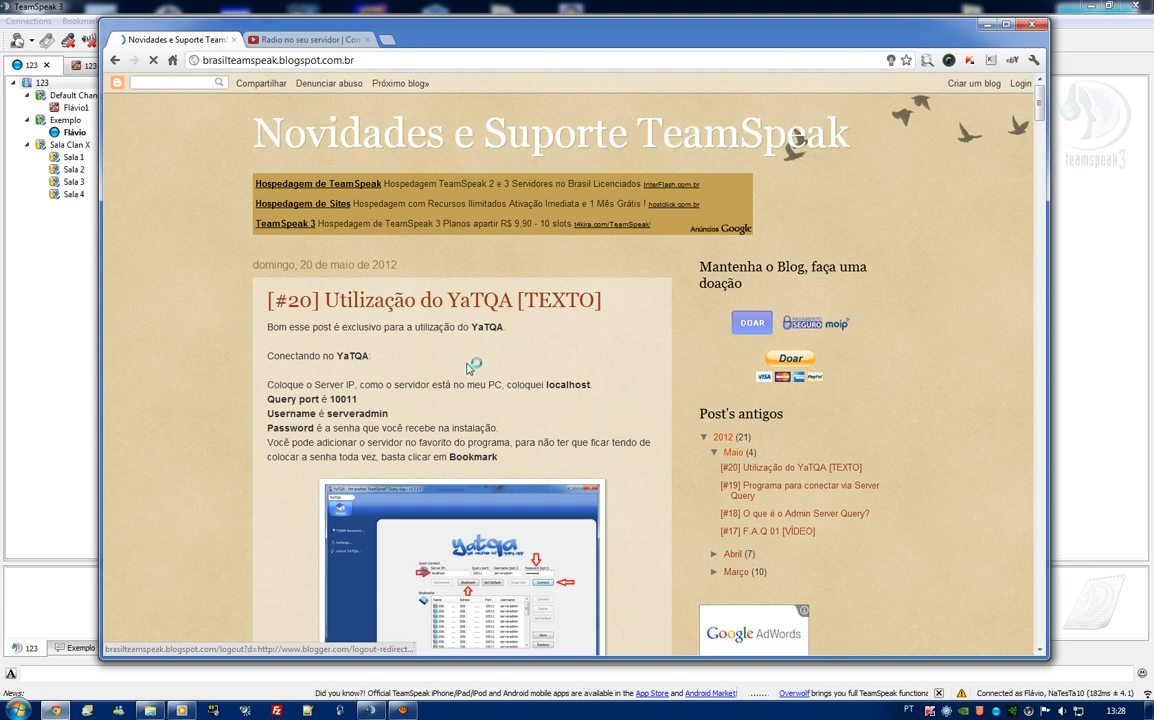 TeamSpeak 3
Connections Bookmark
Novidades e Suporte TeamS
Radio no seu servidor | Con
123
123
brasilteamspeak.blogspot.com.br
123
Default Chan
Flávio1
Exemplo
Flávio
Sala Clan X
Sala 1
Sala 2
Sala 3
Sala 4
Compartilhar Denunciar abuso Próximo blog»
Criar um blog Login
Novidades e Suporte TeamSpeak
Hospedagem de TeamSpeak Hospedagem TeamSpeak 2 e 3 Servidores no Brasil Licenciados InterFlash.com.br
Hospedagem de Sites Hospedagem com Recursos Ilimitados Ativação Imediata e 1 Mês Grátis ! hostclick.com.br
TeamSpeak 3 Hospedagem de TeamSpeak 3 Planos apartir R$ 9,90 - 10 slots t4kira.com/TeamSpeak/
Anúncios Google
domingo, 20 de maio de 2012
[#20] Utilização do YaTQA [TEXTO]
Bom esse post é exclusivo para a utilização do YaTQA.
Conectando no YaTQA:
Coloque o Server IP, como o servidor está no meu PC, coloquei localhost.
Query port é 10011
Username é serveradmin
Password é a senha que você recebe na instalação.
Você pode adicionar o servidor no favorito do programa, para não ter que ficar tendo de
colocar a senha toda vez, basta clicar em Bookmark
yatqa
Mantenha o Blog, faça uma
doação
DOAR
PAGAMENTO
SEGURO moip
Doar
VISA PayPal
Post's antigos
▼ 2012 (21)
▼ Maio (4)
[#20] Utilização do YaTQA [TEXTO]
[#19] Programa para conectar via Server
Query
[#18] O que é o Admin Server Query?
[#17] F.A.Q 01 [VÍDEO]
► Abril (7)
► Março (10)
Google AdWords
teamspeak3
brasilteamspeak.blogspot.com/logout?d=http://www.blogger.com/logout-redirect...
123
Exemplo
News:
Did you know?! Official TeamSpeak iPhone/iPad/iPod and Android mobile apps are available in the App Store and Android Market!
Overwolf brings you full TeamSpeak functiona
Connected as Flávio, NaTesTa10 (182ms ± 4.1)
PT
13:28